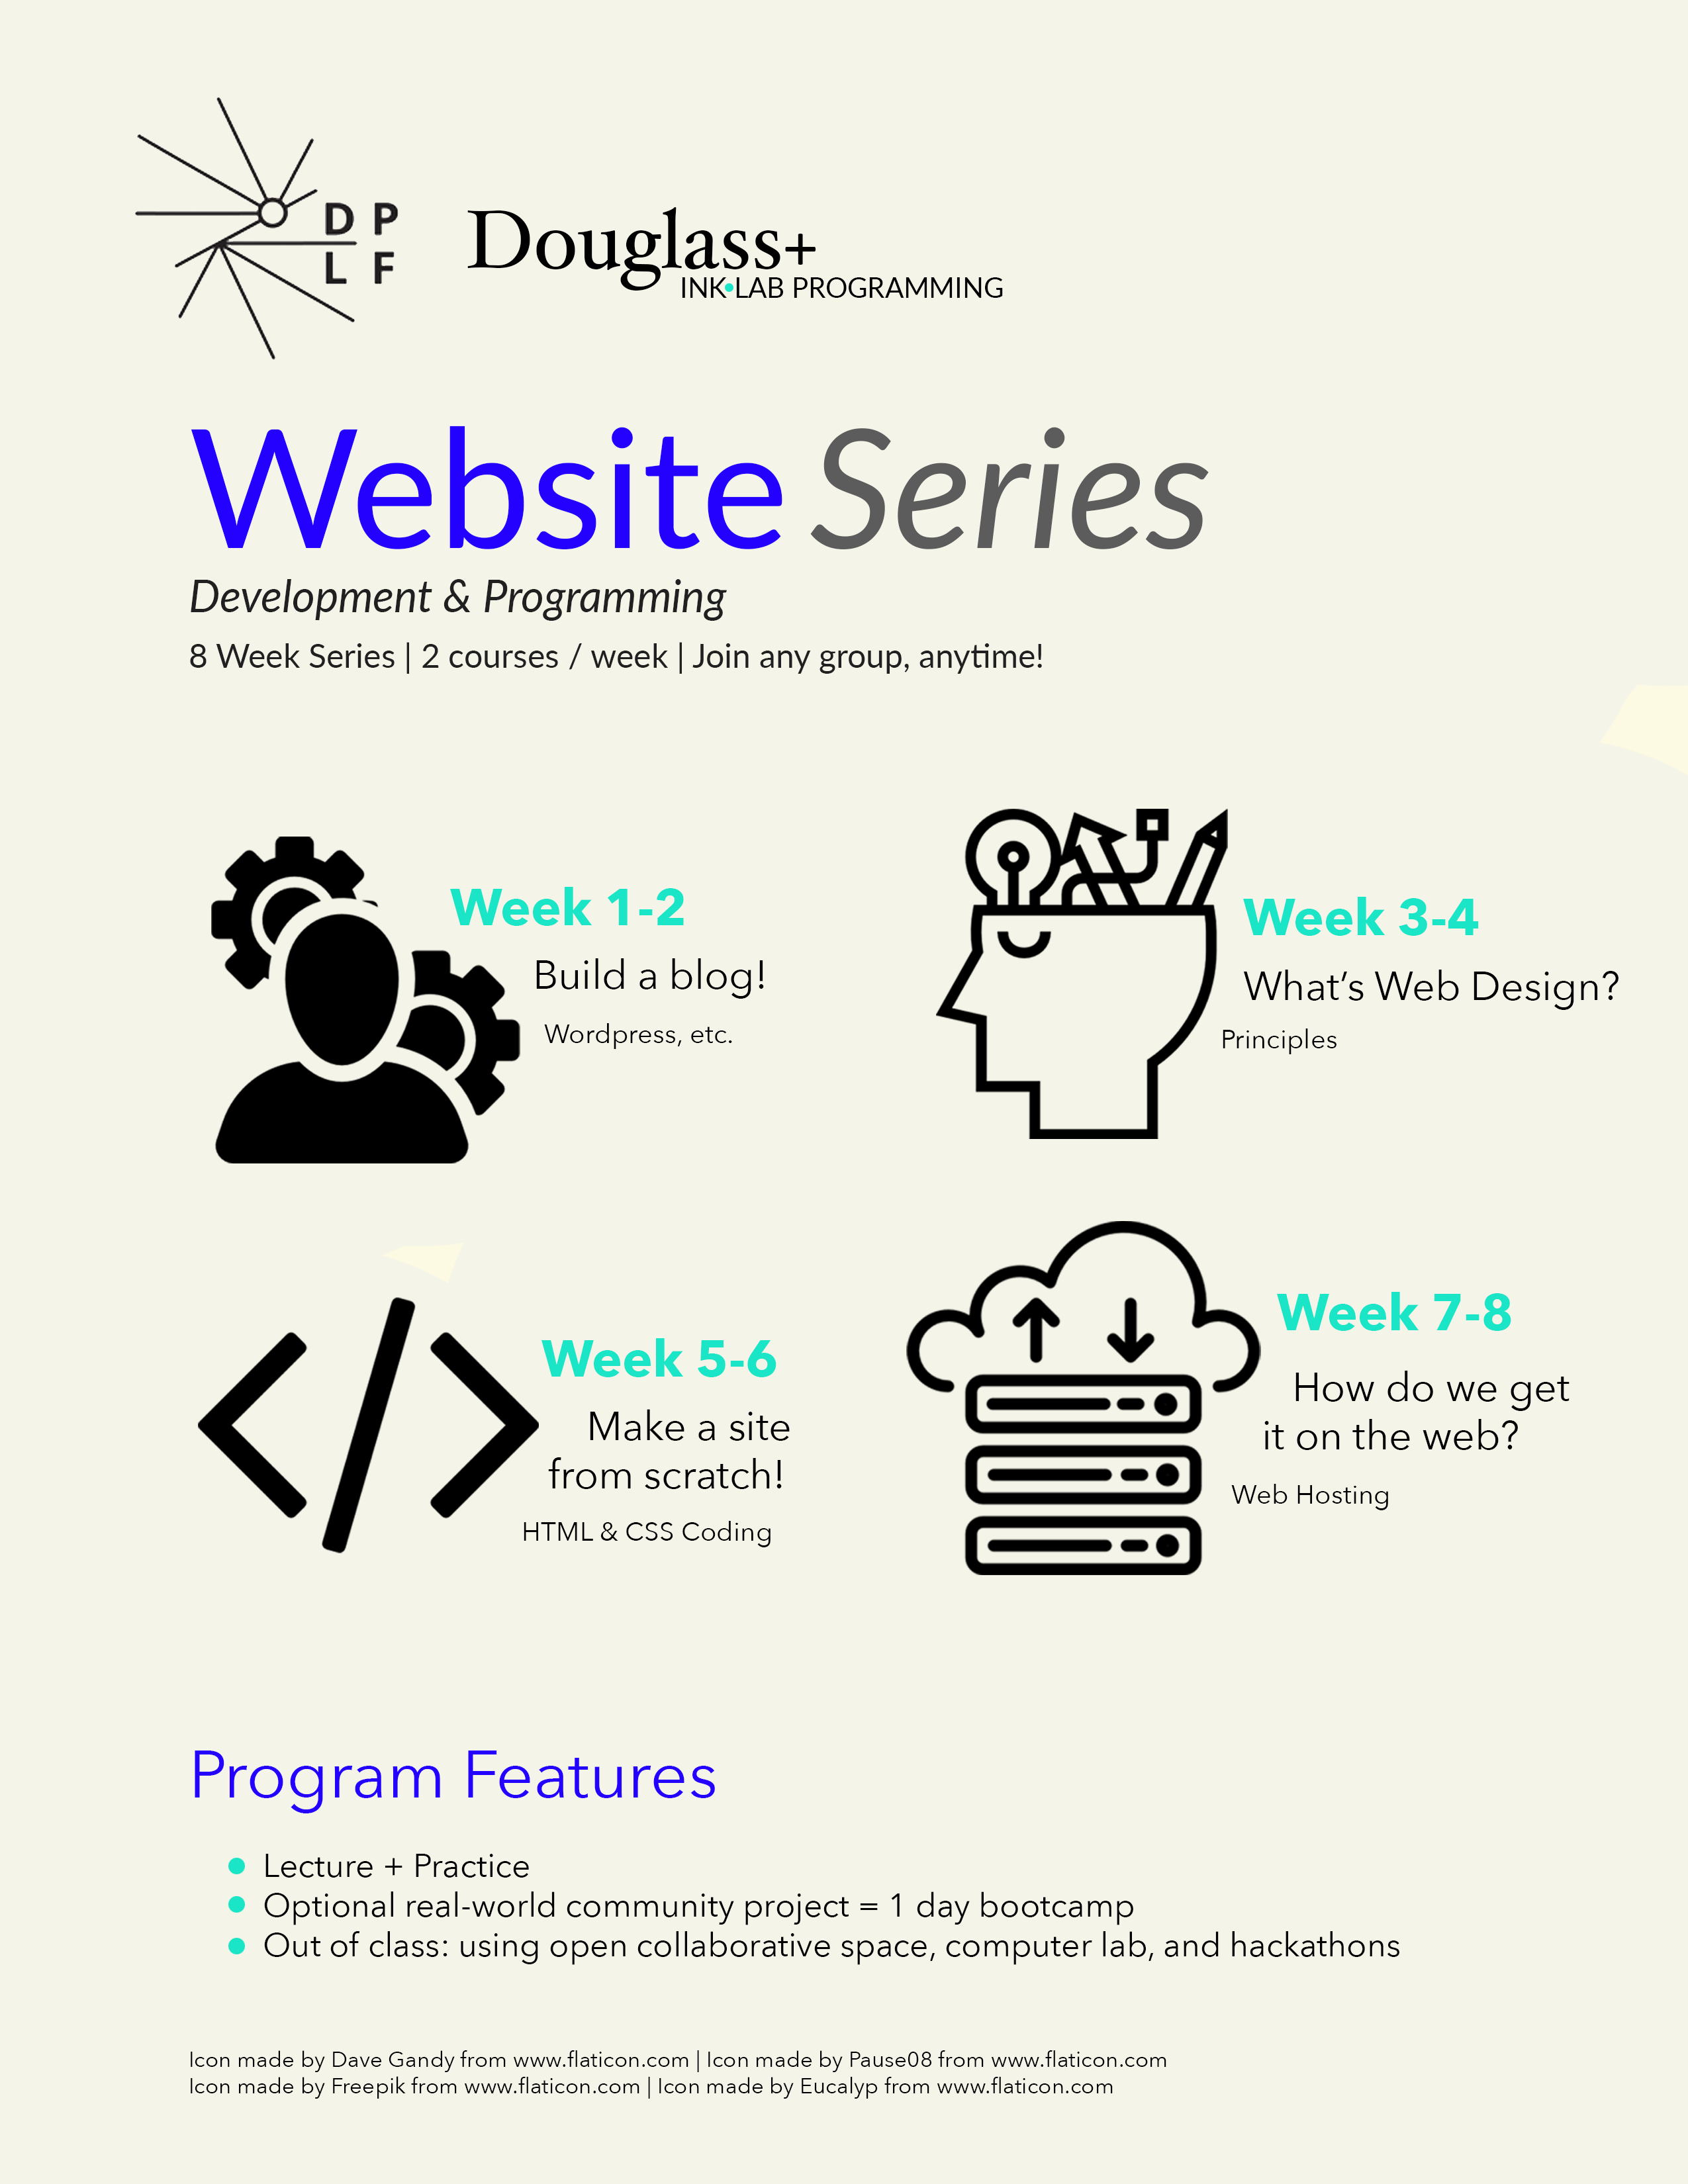 D P
L F
Douglass+
INK•LAB PROGRAMMING
Website Series
Development & Programming
8 Week Series | 2 courses / week | Join any group, anytime!
Week 1-2
Build a blog!
Wordpress, etc.
Week 3-4
What’s Web Design?
Principles
Week 5-6
Make a site
from scratch!
HTML & CSS Coding
Week 7-8
How do we get
it on the web?
Web Hosting
Program Features
Lecture + Practice
Optional real-world community project = 1 day bootcamp
Out of class: using open collaborative space, computer lab, and hackathons
Icon made by Dave Gandy from www.flaticon.com | Icon made by Pause08 from www.flaticon.com
Icon made by Freepik from www.flaticon.com | Icon made by Eucalyp from www.flaticon.com